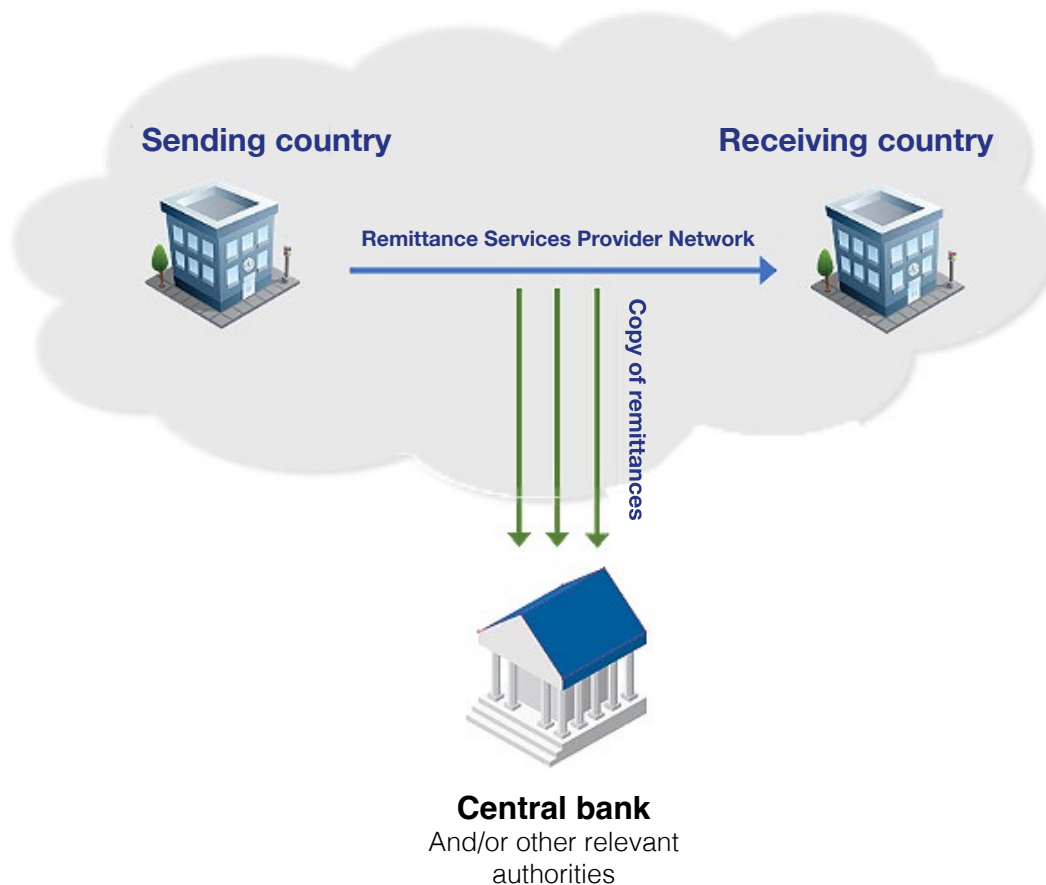 Sending country
Receiving country
Remittance Services Provider Network
Copy of remittances
Central bank
And/or other relevant
authorities